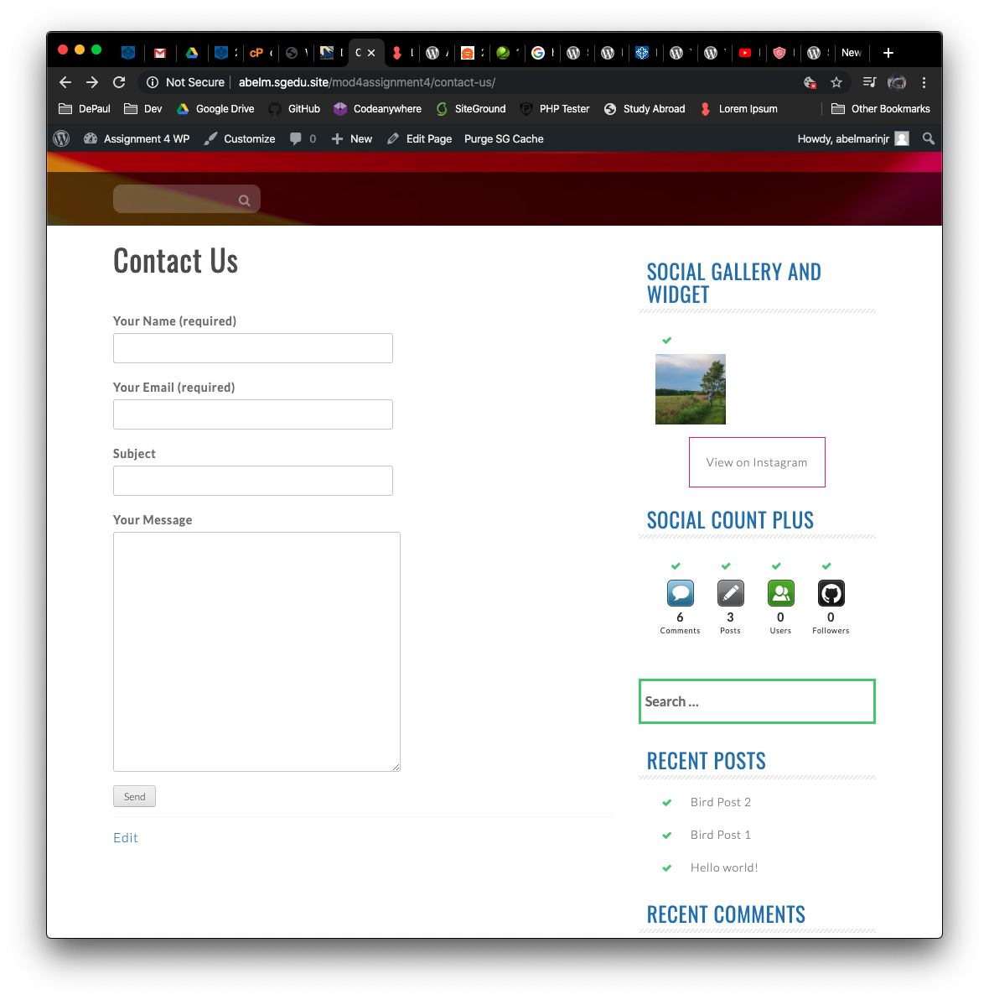 Not Secure
abelm.sgedu.site/mod4assignment4/contact-us/
DePaul
Dev
Google Drive
GitHub
Codeanywhere
SiteGround
PHP Tester
Study Abroad
Lorem Ipsum
Other Bookmarks
Assignment 4 WP
Customize
0
New
Edit Page
Purge SG Cache
Howdy, abelmarinjr
Contact Us
Your Name (required)
Your Email (required)
Subject
Your Message
Send
Edit
SOCIAL GALLERY AND
WIDGET
View on Instagram
SOCIAL COUNT PLUS
6 3 0 0
Comments Posts Users Followers
Search ...
RECENT POSTS
Bird Post 2
Bird Post 1
Hello world!
RECENT COMMENTS